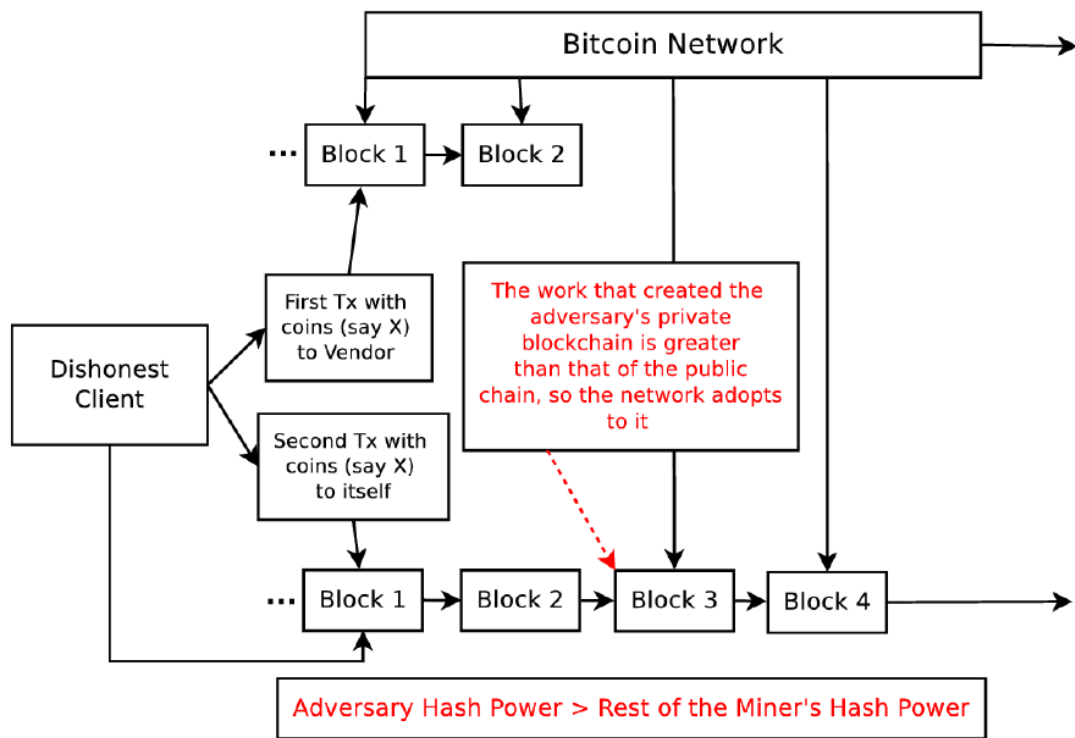 Bitcoin Network
... Block 1
Block 2
First Tx with
coins (say X)
to Vendor
The work that created the
adversary's private
blockchain is greater
than that of the public
chain, so the network adopts
to it
Dishonest
Client
Second Tx with
coins (say X)
to itself
... Block 1
Block 2
Block 3
Block 4
Adversary Hash Power > Rest of the Miner's Hash Power